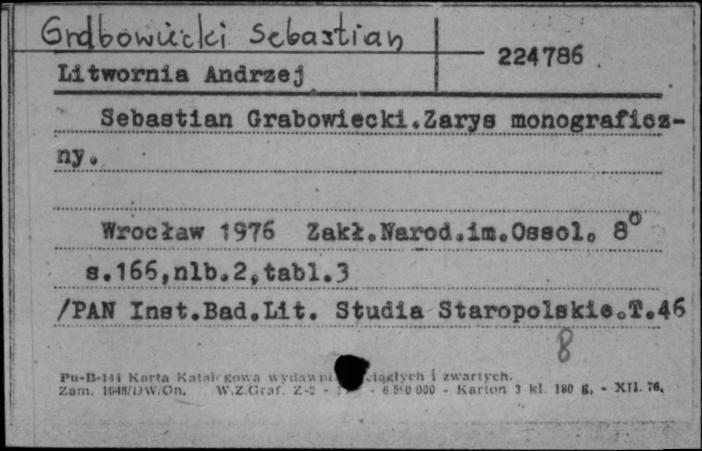 Grabowiecki Sebastian
224786
Litwornia Andrzej
Sebastian Grabowiecki.Zarys monograficz-
ny.
Wrocław 1976 Zakł.Narod.im.Ossol. 8°
s.166,nlb.2,tabl.3
/PAN Inst.Bad.Lit. Studia Staropolskie.T.46
8
Pu-B-141 Karta Katalogowa wydawni ciągłych i zwartych.
Zam. 1648/DW/On. W.Z.Graf. Z-2 - - 6.500 000 - Karton 3 kl. 180 g. - XII. 76.